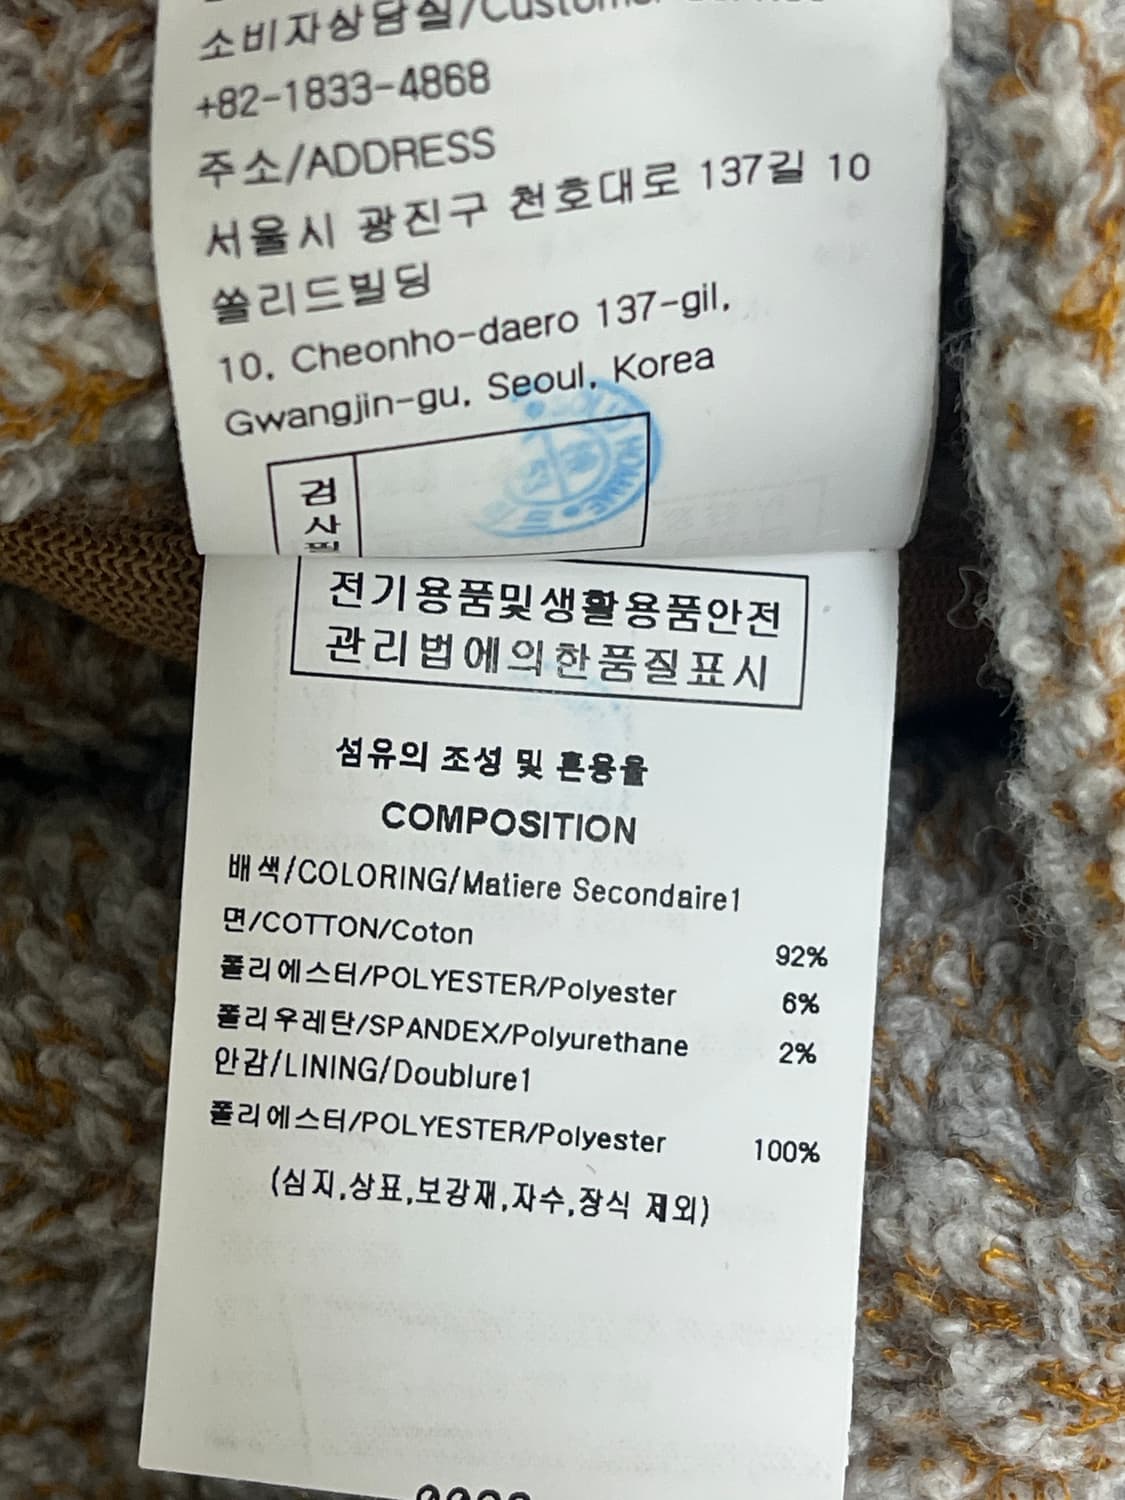 소비자상담실/Customer Service
+82-1833-4868
주소/ADDRESS
서울시 광진구 천호대로 137길 10
쏠리드빌딩
10, Cheonho-daero 137-gil,
Gwangjin-gu, Seoul, Korea
검
사
HOMME
전기용품및생활용품안전
관리법에의한품질표시
섬유의 조성 및 혼용율
COMPOSITION
배색/COLORING/Matiere Secondaire1
면/COTTON/Coton 92%
폴리에스터/POLYESTER/Polyester 6%
폴리우레탄/SPANDEX/Polyurethane 2%
안감/LINING/Doublure1
폴리에스터/POLYESTER/Polyester 100%
(심지,상표,보강재,자수,장식 제외)